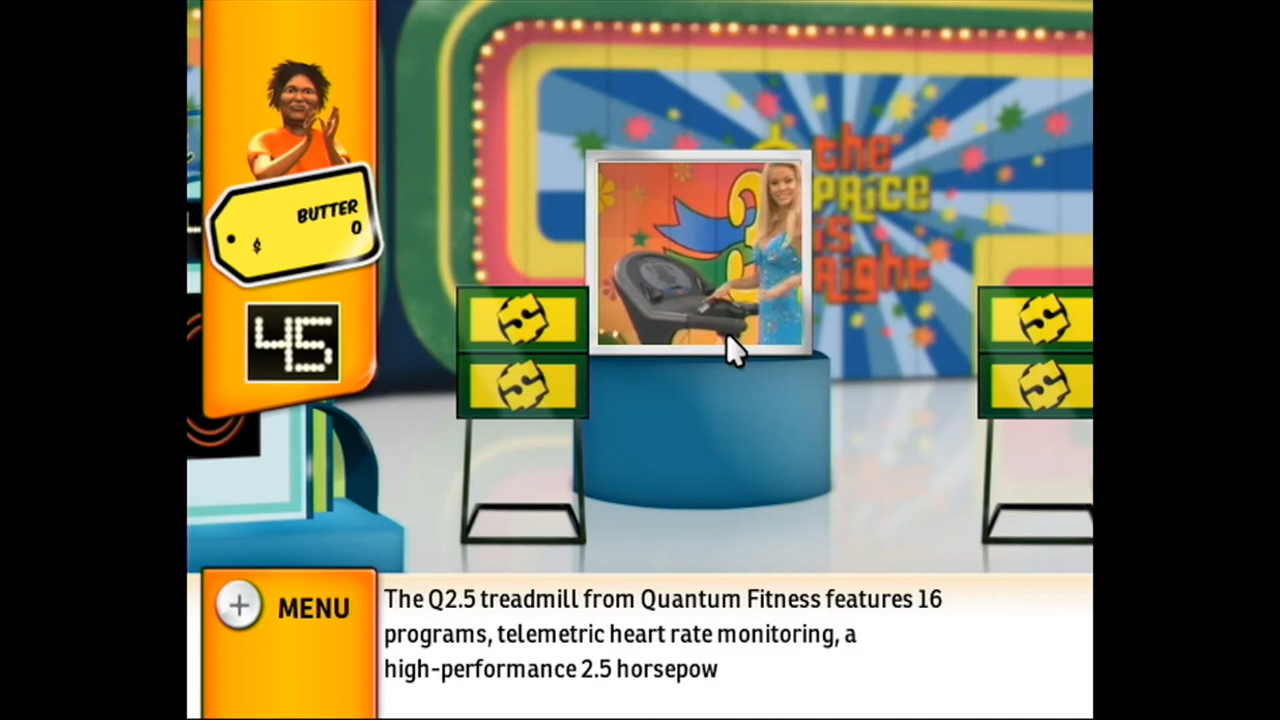 BUTTER
$ 0
45
the
PRICE
is
Right
+ MENU
The Q2.5 treadmill from Quantum Fitness features 16
programs, telemetric heart rate monitoring, a
high-performance 2.5 horsepow